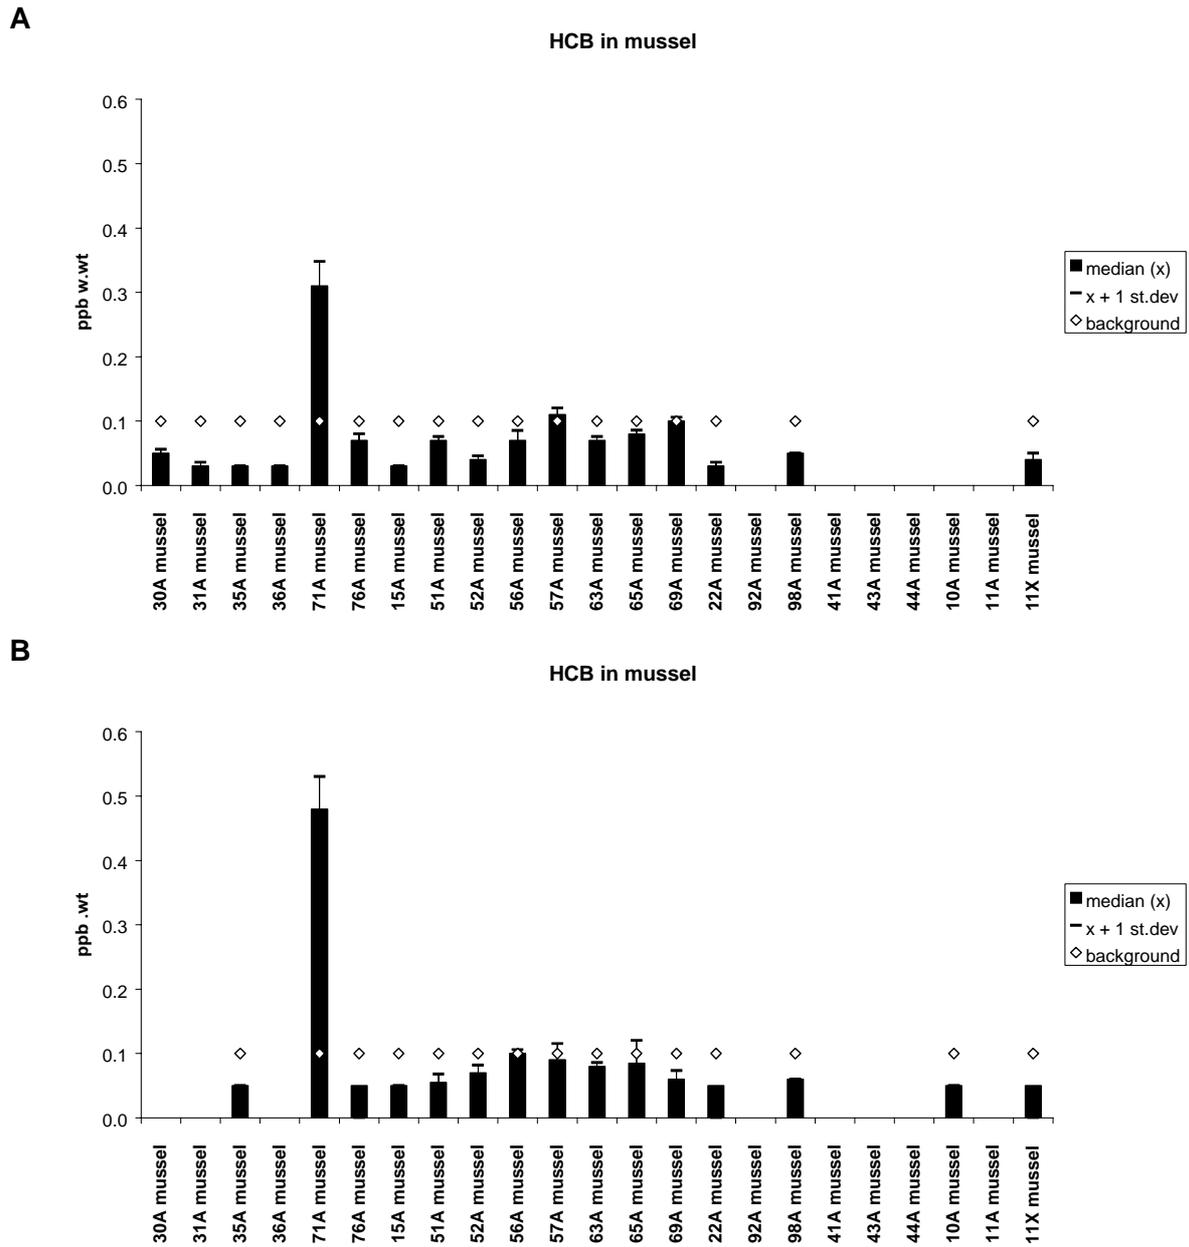 A
HCB in mussel
0.6
0.5
0.4
0.3
0.2
0.1
0.0
ppb w.wt
median (x)
x + 1 st.dev
background
30A mussel
31A mussel
35A mussel
36A mussel
71A mussel
76A mussel
15A mussel
51A mussel
52A mussel
56A mussel
57A mussel
63A mussel
65A mussel
69A mussel
22A mussel
92A mussel
98A mussel
41A mussel
43A mussel
44A mussel
10A mussel
11A mussel
11X mussel
B
HCB in mussel
0.6
0.5
0.4
0.3
0.2
0.1
0.0
ppb .wt
median (x)
x + 1 st.dev
background
30A mussel
31A mussel
35A mussel
36A mussel
71A mussel
76A mussel
15A mussel
51A mussel
52A mussel
56A mussel
57A mussel
63A mussel
65A mussel
69A mussel
22A mussel
92A mussel
98A mussel
41A mussel
43A mussel
44A mussel
10A mussel
11A mussel
11X mussel